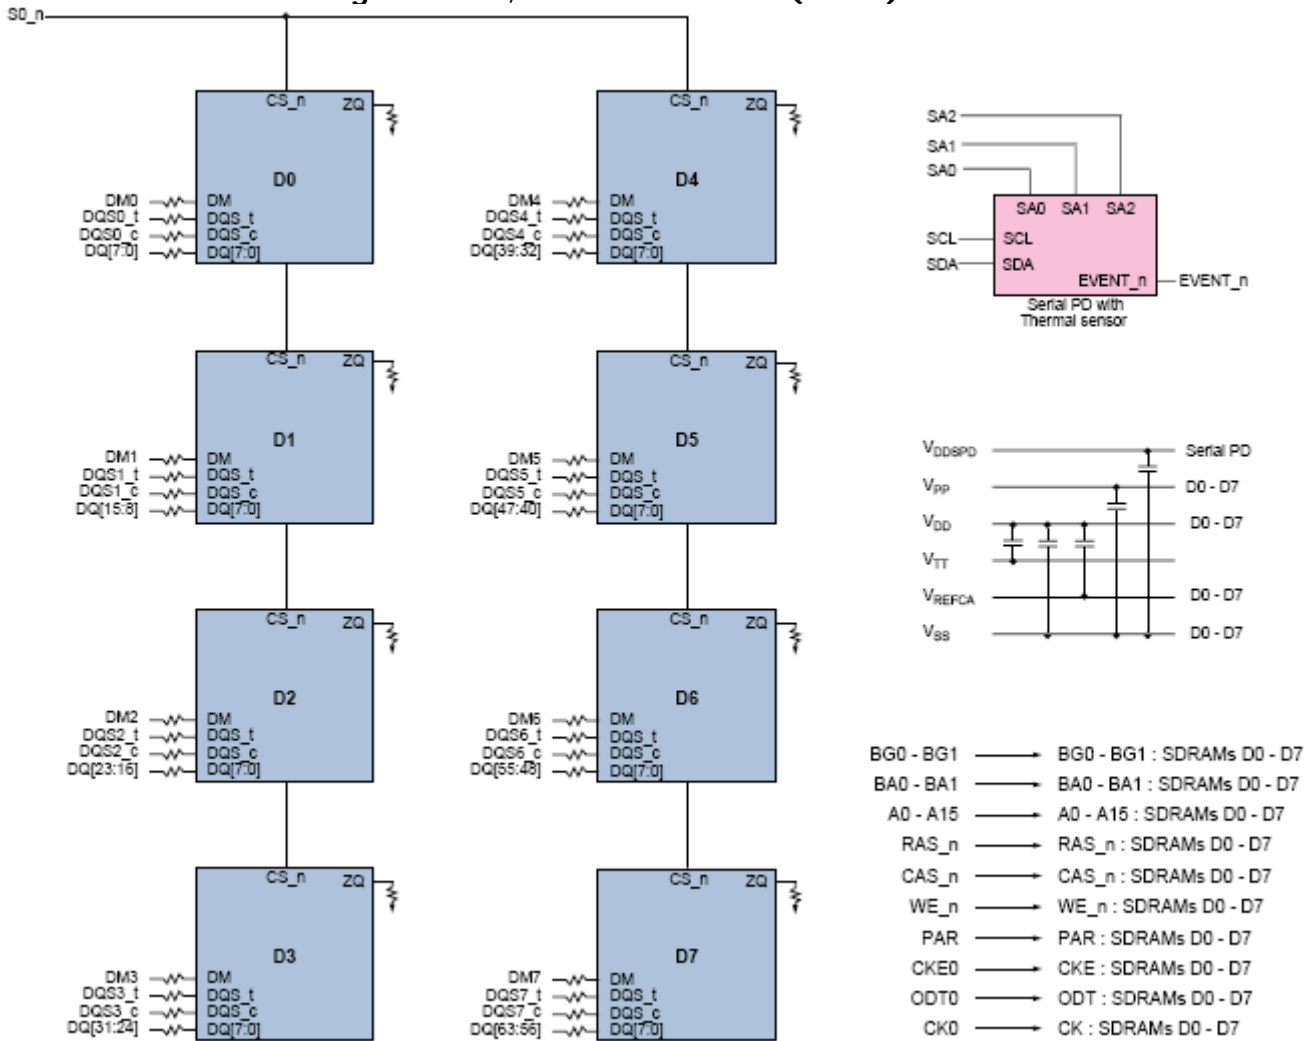 S0_n
CS_n ZQ
D0
DM0 DM
DQS0_t DQS_t
DQS0_c DQS_c
DQ[7:0] DQ[7:0]
CS_n ZQ
D1
DM1 DM
DQS1_t DQS_t
DQS1_c DQS_c
DQ[15:8] DQ[7:0]
CS_n ZQ
D2
DM2 DM
DQS2_t DQS_t
DQS2_c DQS_c
DQ[23:16] DQ[7:0]
CS_n ZQ
D3
DM3 DM
DQS3_t DQS_t
DQS3_c DQS_c
DQ[31:24] DQ[7:0]
CS_n ZQ
D4
DM4 DM
DQS4_t DQS_t
DQS4_c DQS_c
DQ[39:32] DQ[7:0]
CS_n ZQ
D5
DM5 DM
DQS5_t DQS_t
DQS5_c DQS_c
DQ[47:40] DQ[7:0]
CS_n ZQ
D6
DM6 DM
DQS6_t DQS_t
DQS6_c DQS_c
DQ[55:48] DQ[7:0]
CS_n ZQ
D7
DM7 DM
DQS7_t DQS_t
DQS7_c DQS_c
DQ[63:56] DQ[7:0]
SA2
SA1
SA0
SA0 SA1 SA2
SCL SCL
SDA SDA
EVENT_n EVENT_n
Serial PD with
Thermal sensor
VDDSPD Serial PD
VPP D0 - D7
VDD D0 - D7
VTT
VREFCA D0 - D7
VSS D0 - D7
BG0 - BG1 BG0 - BG1 : SDRAMs D0 - D7
BA0 - BA1 BA0 - BA1 : SDRAMs D0 - D7
A0 - A15 A0 - A15 : SDRAMs D0 - D7
RAS_n RAS_n : SDRAMs D0 - D7
CAS_n CAS_n : SDRAMs D0 - D7
WE_n WE_n : SDRAMs D0 - D7
PAR PAR : SDRAMs D0 - D7
CKE0 CKE : SDRAMs D0 - D7
ODT0 ODT : SDRAMs D0 - D7
CK0 CK : SDRAMs D0 - D7